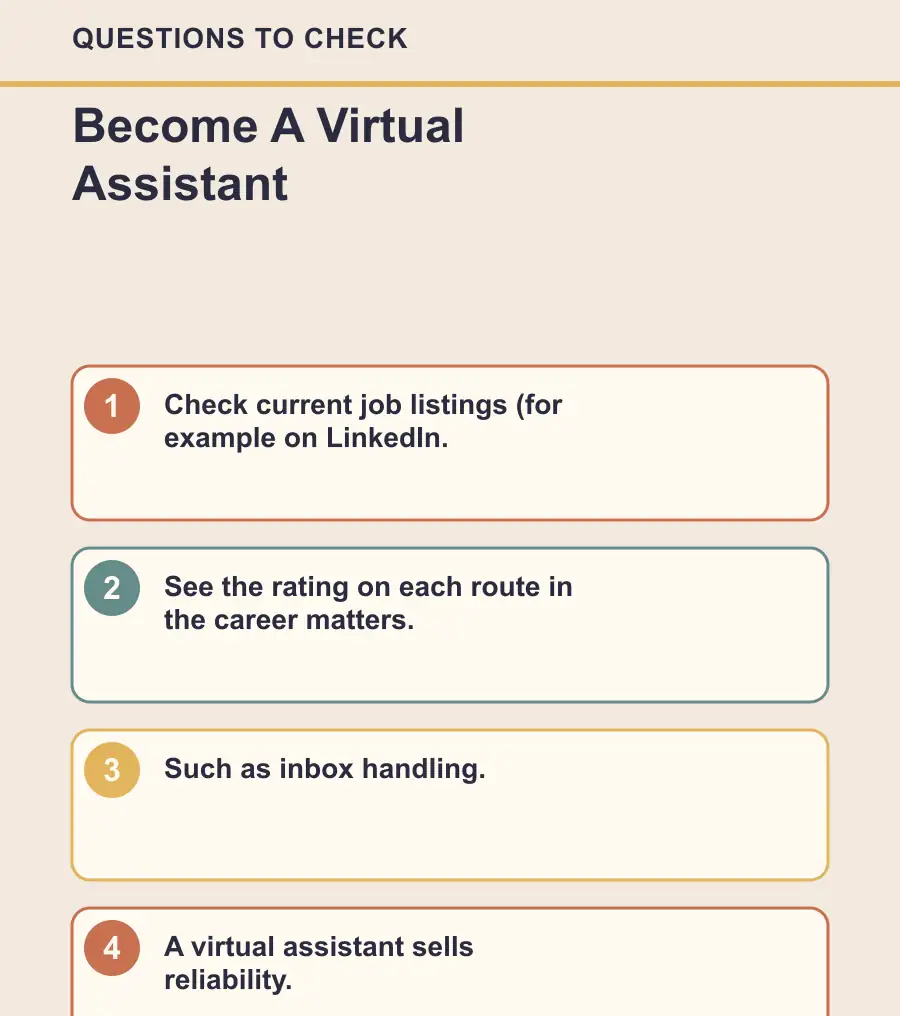 QUESTIONS TO CHECK
Become A Virtual
Assistant
1
Check current job listings (for
example on LinkedIn.
2
See the rating on each route in
the career matters.
3
Such as inbox handling.
4
A virtual assistant sells
reliability.